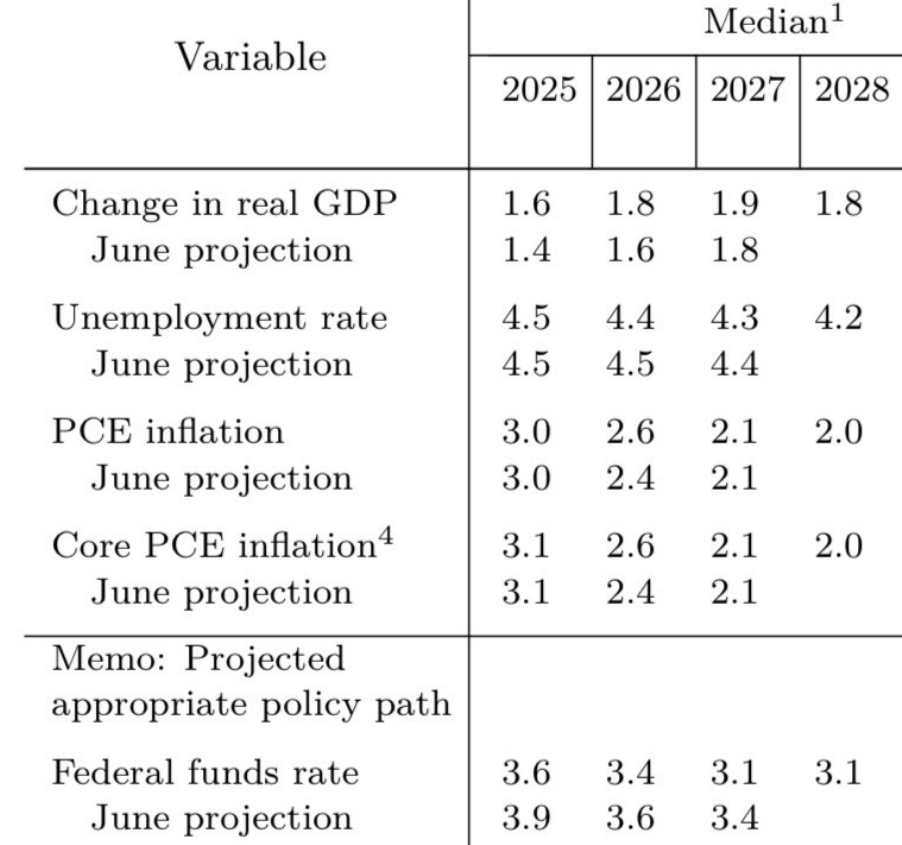 Median¹
Variable
2025 2026 2027 2028
Change in real GDP 1.6 1.8 1.9 1.8
June projection 1.4 1.6 1.8
Unemployment rate 4.5 4.4 4.3 4.2
June projection 4.5 4.5 4.4
PCE inflation 3.0 2.6 2.1 2.0
June projection 3.0 2.4 2.1
Core PCE inflation⁴ 3.1 2.6 2.1 2.0
June projection 3.1 2.4 2.1
Memo: Projected
appropriate policy path
Federal funds rate 3.6 3.4 3.1 3.1
June projection 3.9 3.6 3.4